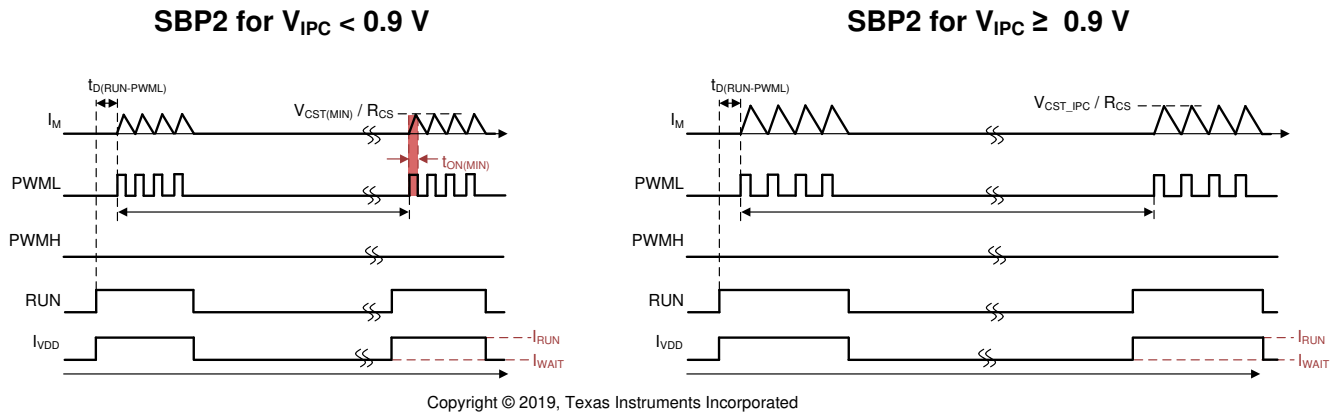 SBP2 for VIPC < 0.9 V
SBP2 for VIPC ≥ 0.9 V
tD(RUN-PWML)
VCST(MIN) / RCS
IM
tON(MIN)
PWML
PWMH
RUN
IVDD
IRUN
IWAIT
tD(RUN-PWML)
VCST_IPC / RCS
IM
PWML
PWMH
RUN
IVDD
IRUN
IWAIT
Copyright © 2019, Texas Instruments Incorporated